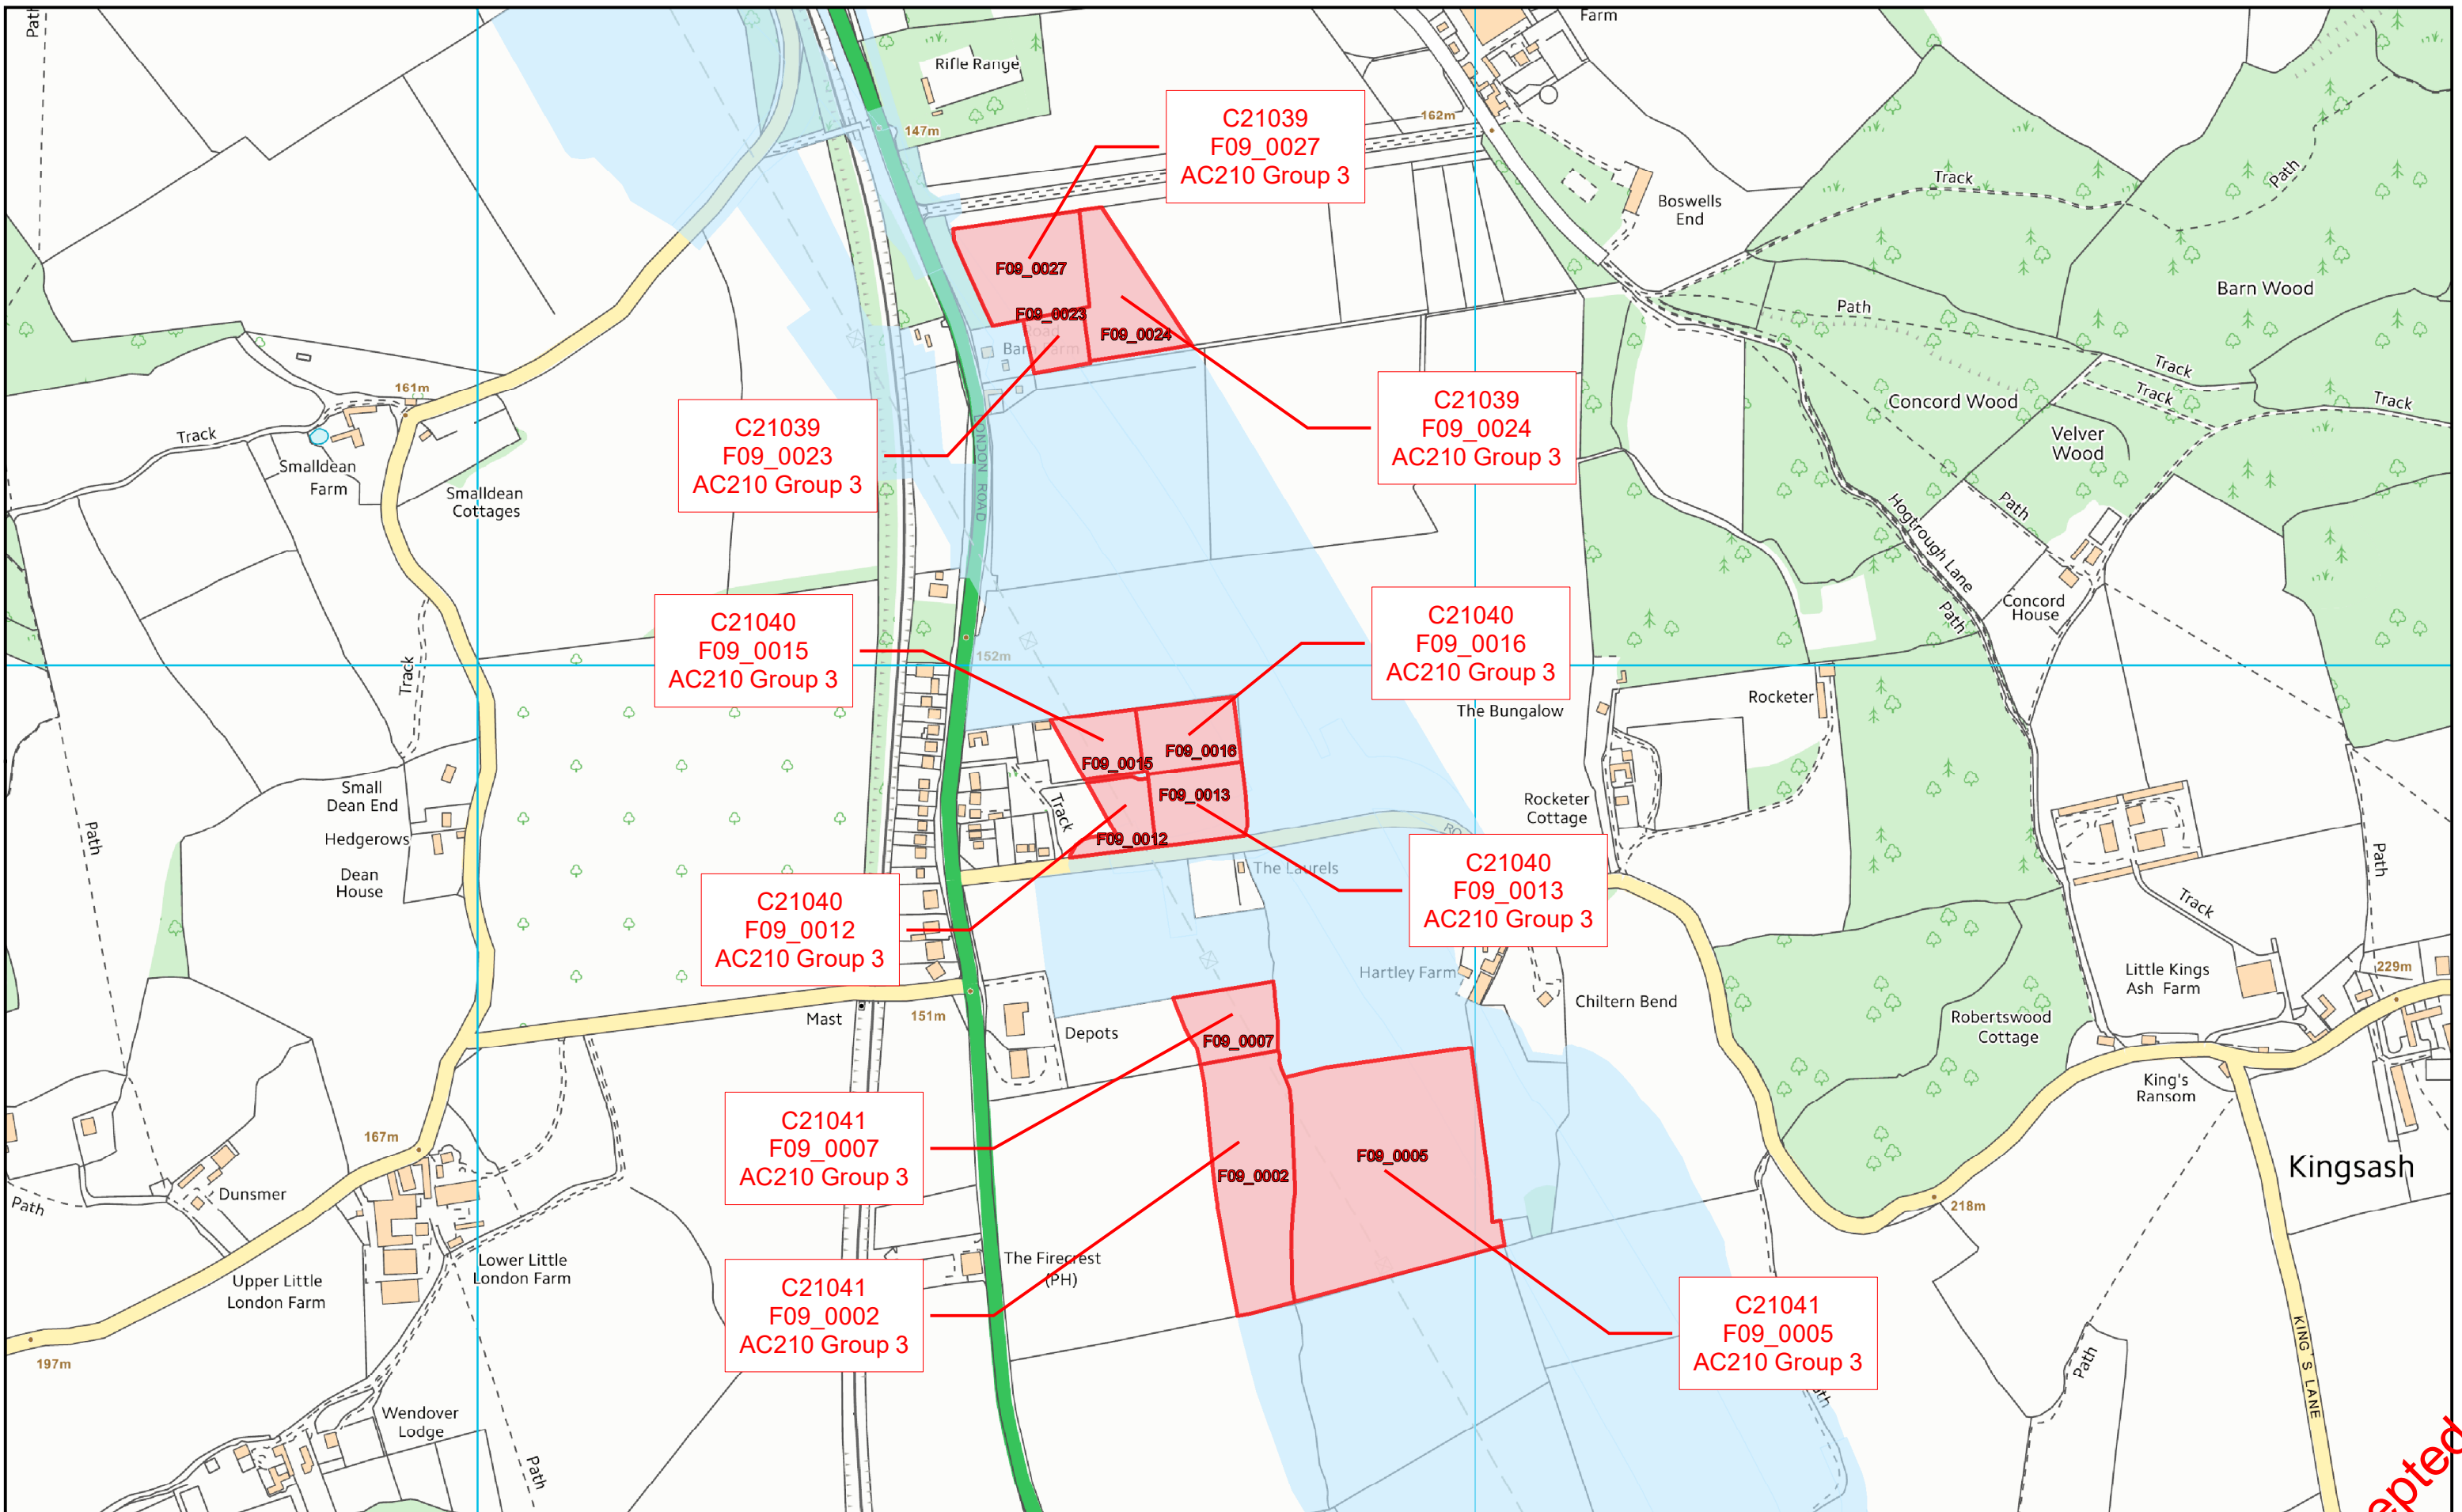 Path
Farm
Rifle Range
147m
162m
C21039
F09_0027
AC210 Group 3
Boswells
End
Track
Path
Barn Wood
F09_0027
F09_0023
F09_0024
Road
Barn Farm
Path
161m
Track
Smalldean
Farm
Smalldean
Cottages
C21039
F09_0023
AC210 Group 3
LONDON ROAD
C21039
F09_0024
AC210 Group 3
Concord Wood
Track
Track
Track
Velver
Wood
Path
Hogtrough Lane
Path
Concord
House
C21040
F09_0015
AC210 Group 3
152m
C21040
F09_0016
AC210 Group 3
The Bungalow
Rocketer
Track
F09_0015
F09_0016
F09_0013
F09_0012
Track
Small
Dean End
Hedgerows
Dean
House
Path
Rocketer
Cottage
The Laurels
C21040
F09_0012
AC210 Group 3
C21040
F09_0013
AC210 Group 3
Path
Track
Hartley Farm
Chiltern Bend
Mast
151m
Depots
Little Kings
Ash Farm
229m
Robertswood
Cottage
King's
Ransom
F09_0007
F09_0002
F09_0005
C21041
F09_0007
AC210 Group 3
167m
Dunsmer
Path
Kingsash
218m
Upper Little
London Farm
Lower Little
London Farm
The Firecrest
(PH)
C21041
F09_0002
AC210 Group 3
C21041
F09_0005
AC210 Group 3
197m
Wendover
Lodge
Path
Path
KING'S LANE